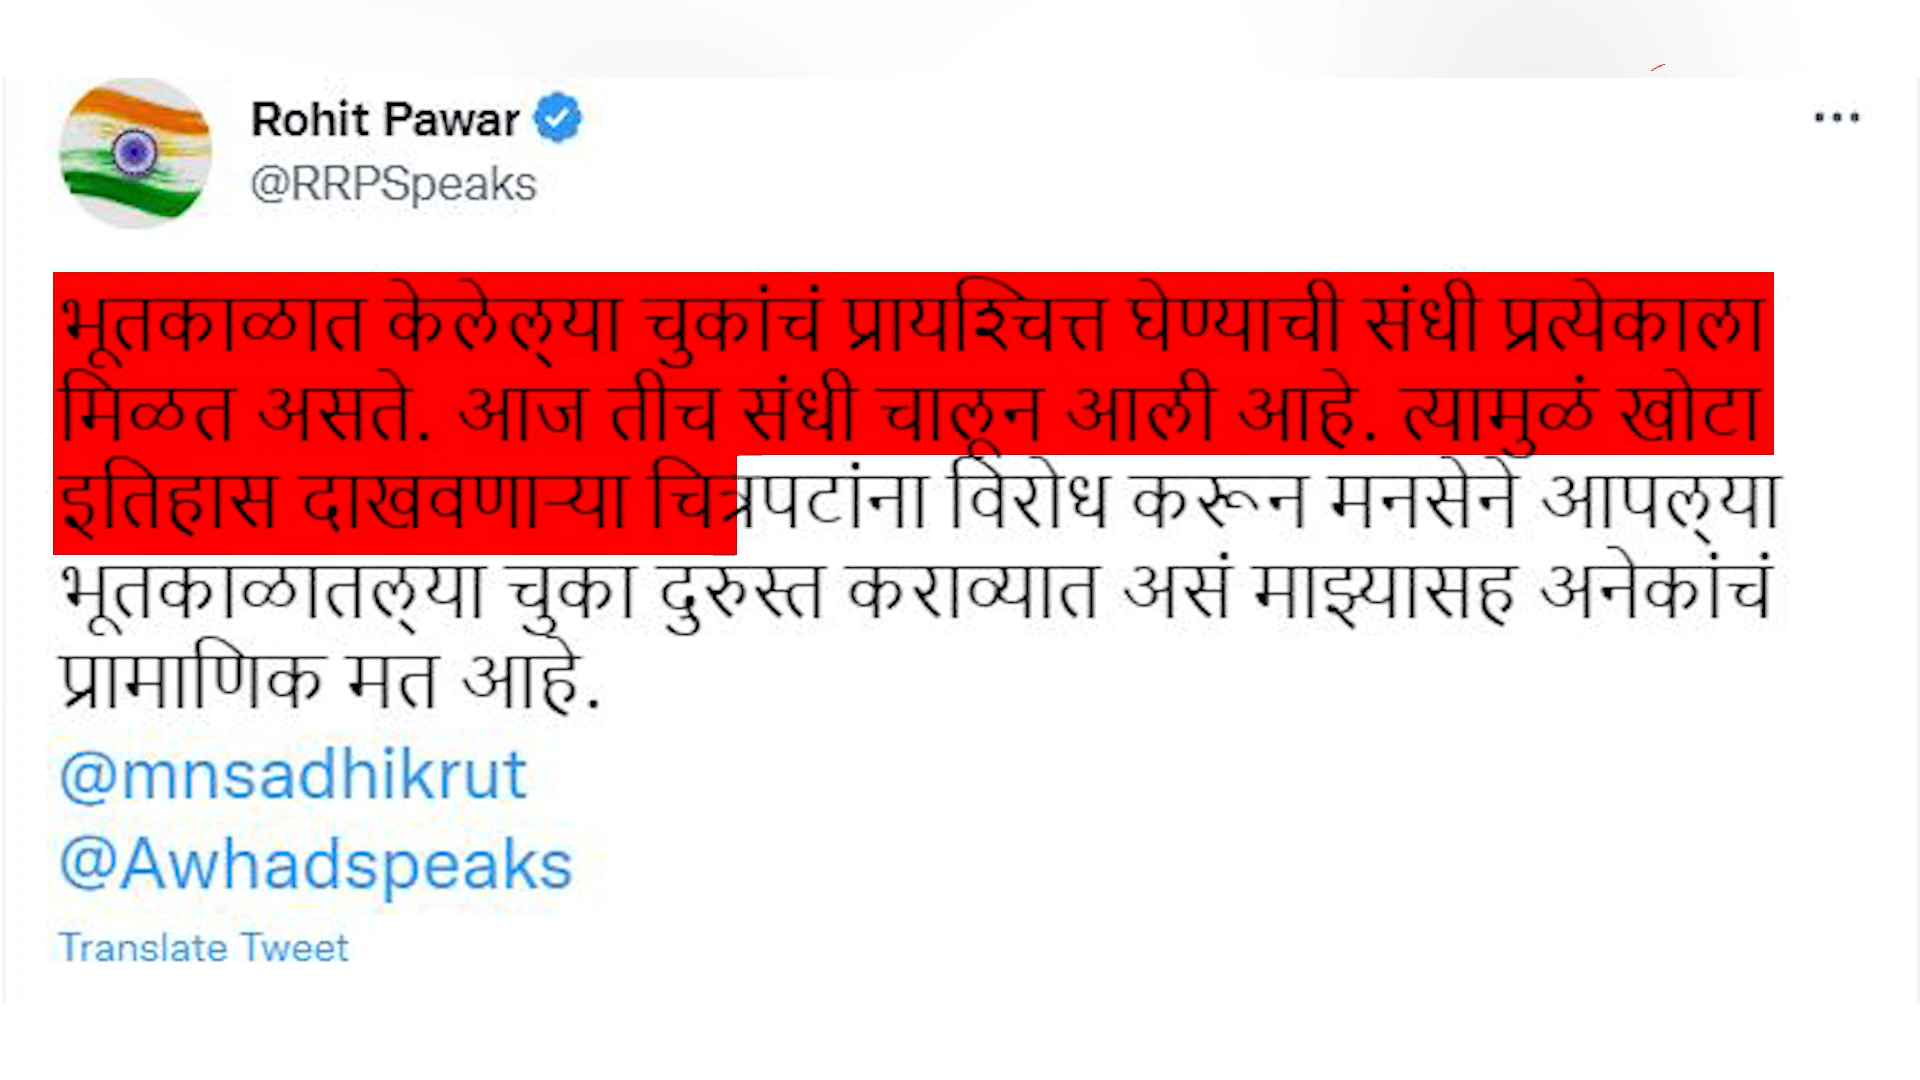 Rohit Pawar
@RRPSpeaks
भूतकाळात केलेल्या चुकांचं प्रायश्चित्त घेण्याची संधी प्रत्येकाला
मिळत असते. आज तीच संधी चालून आली आहे. त्यामुळं खोटा
इतिहास दाखवणाऱ्या चित्रपटांना विरोध करून मनसेने आपल्या
भूतकाळातल्या चुका दुरुस्त कराव्यात असं माझ्यासह अनेकांचं
प्रामाणिक मत आहे.
@mnsadhikrut
@Awhadspeaks
Translate Tweet